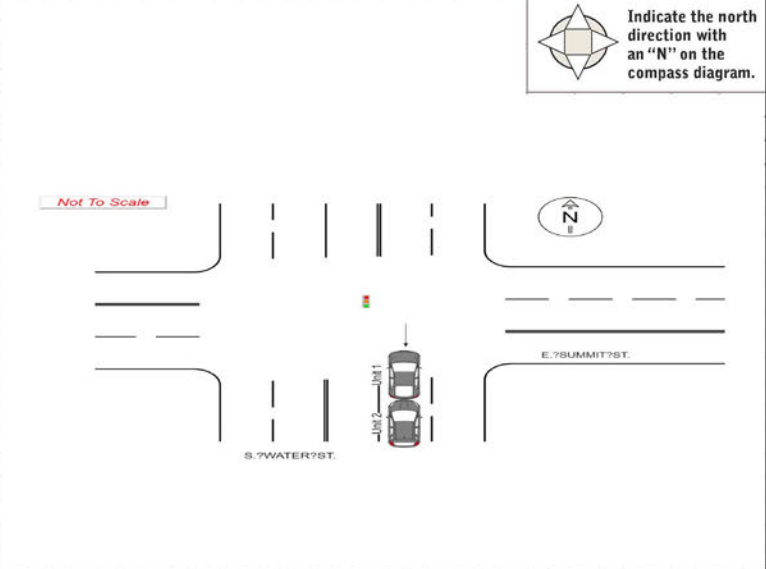 Indicate the north
direction with
an “N” on the
compass diagram.
Not To Scale
N
E.?SUMMIT?ST.
Unit 1
Unit 2
S.?WATER?ST.